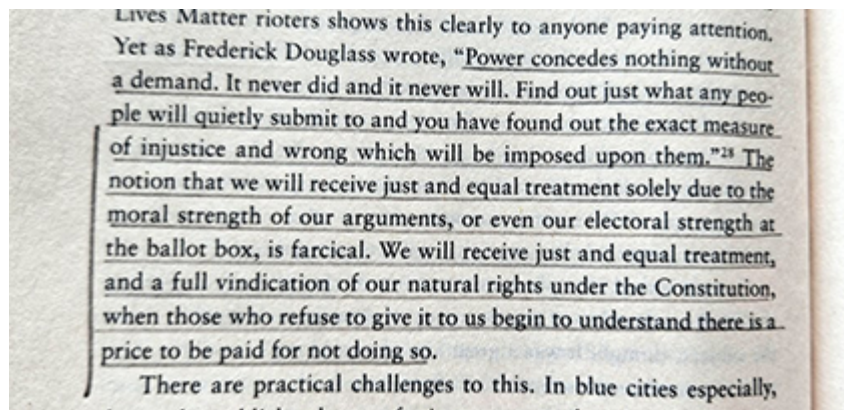 Lives Matter rioters shows this clearly to anyone paying attention.
Yet as Frederick Douglass wrote, “Power concedes nothing without
a demand. It never did and it never will. Find out just what any peo-
ple will quietly submit to and you have found out the exact measure
of injustice and wrong which will be imposed upon them.”²⁸ The
notion that we will receive just and equal treatment solely due to the
moral strength of our arguments, or even our electoral strength at
the ballot box, is farcical. We will receive just and equal treatment,
and a full vindication of our natural rights under the Constitution,
when those who refuse to give it to us begin to understand there is a
price to be paid for not doing so.
There are practical challenges to this. In blue cities especially,